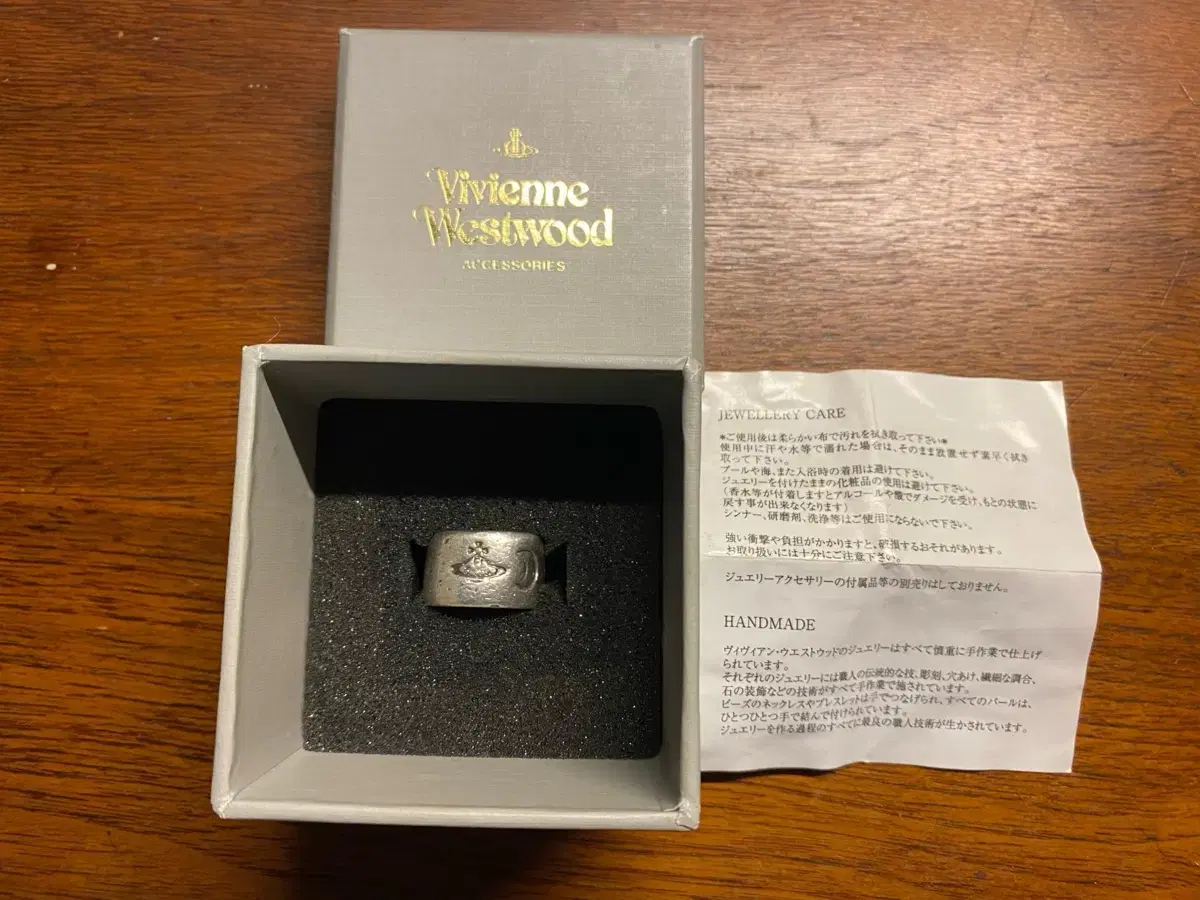 Vivienne
Westwood
ACCESSORIES
JEWELLERY CARE
*ご使用後は柔らかい布で汚れを拭き取って下さい*
使用中に汗や水等で濡れた場合は、そのまま放置せず素早く拭き
取って下さい。
プールや海、また入浴時の着用は避けて下さい。
ジュエリーを付けたままの化粧品の使用は避けて下さい。
(香水等が付着しますとアルコールや酸でダメージを受け、もとの状態に
戻す事が出来なくなります)
シンナー、研磨剤、洗浄等はご使用にならないで下さい。
強い衝撃や負担がかかりますと、破損するおそれがあります。
お取り扱いには十分にご注意下さい。
ジュエリーアクセサリーの付属品等の別売りはしておりません。
HANDMADE
ヴィヴィアン・ウエストウッドのジュエリーはすべて慎重に手作業で仕上げ
られています。
それぞれのジュエリーには職人の伝統的な技、彫刻、穴あけ、繊細な調合、
石の装飾などの技術がすべて手作業で施されています。
ビーズのネックレスやブレスレットは手でつなげられ、すべてのパールは、
ひとつひとつ手で結んで付けられています。
ジュエリーを作る過程のすべてに最良の職人技術が生かされています。